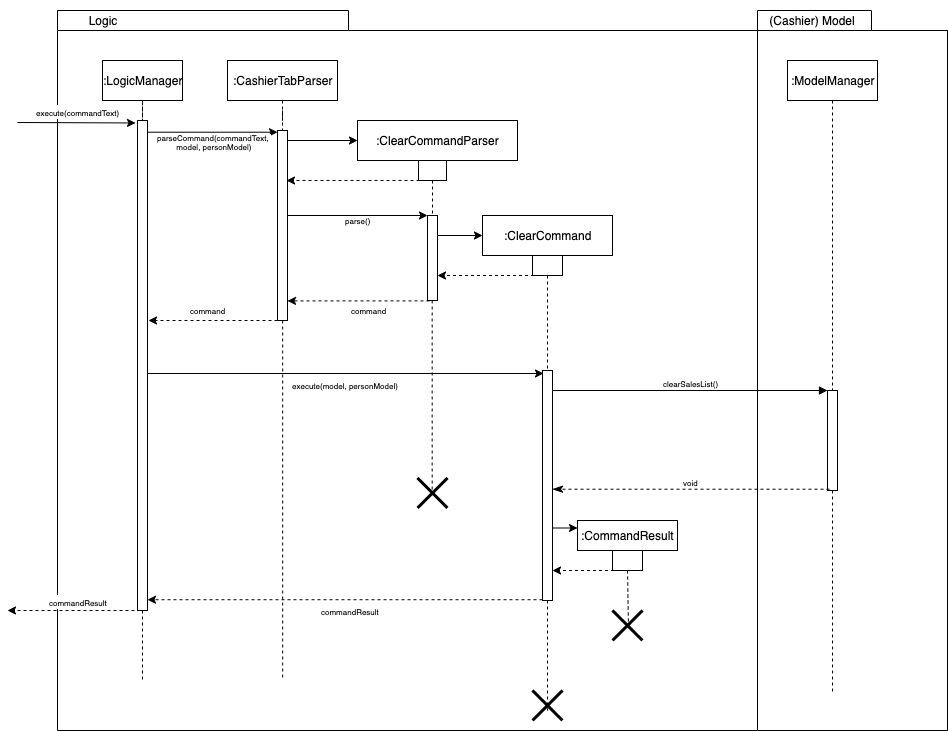 Logic
(Cashier) Model
:LogicManager
:CashierTabParser
:ModelManager
execute(commandText)
parseCommand(commandText,
model, personModel)
:ClearCommandParser
parse()
:ClearCommand
command
command
execute(model, personModel)
clearSalesList()
void
:CommandResult
commandResult
commandResult